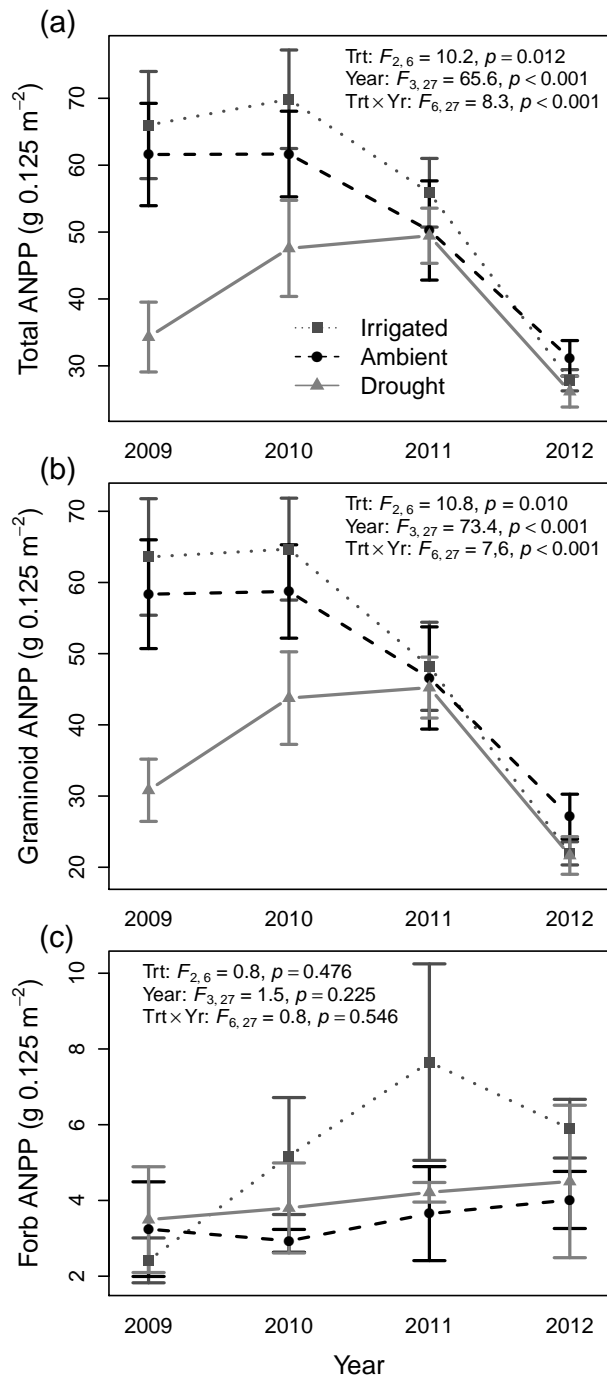 (a)
Trt: F2, 6 = 10.2, p = 0.012
Year: F3, 27 = 65.6, p < 0.001
Trt × Yr: F6, 27 = 8.3, p < 0.001
Total ANPP (g 0.125 m−2)
70
60
50
40
30
Irrigated
Ambient
Drought
2009 2010 2011 2012
(b)
Trt: F2, 6 = 10.8, p = 0.010
Year: F3, 27 = 73.4, p < 0.001
Trt × Yr: F6, 27 = 7,6, p < 0.001
Graminoid ANPP (g 0.125 m−2)
70
60
50
40
30
20
2009 2010 2011 2012
(c)
Trt: F2, 6 = 0.8, p = 0.476
Year: F3, 27 = 1.5, p = 0.225
Trt × Yr: F6, 27 = 0.8, p = 0.546
Forb ANPP (g 0.125 m−2)
10
8
6
4
2
2009 2010 2011 2012
Year